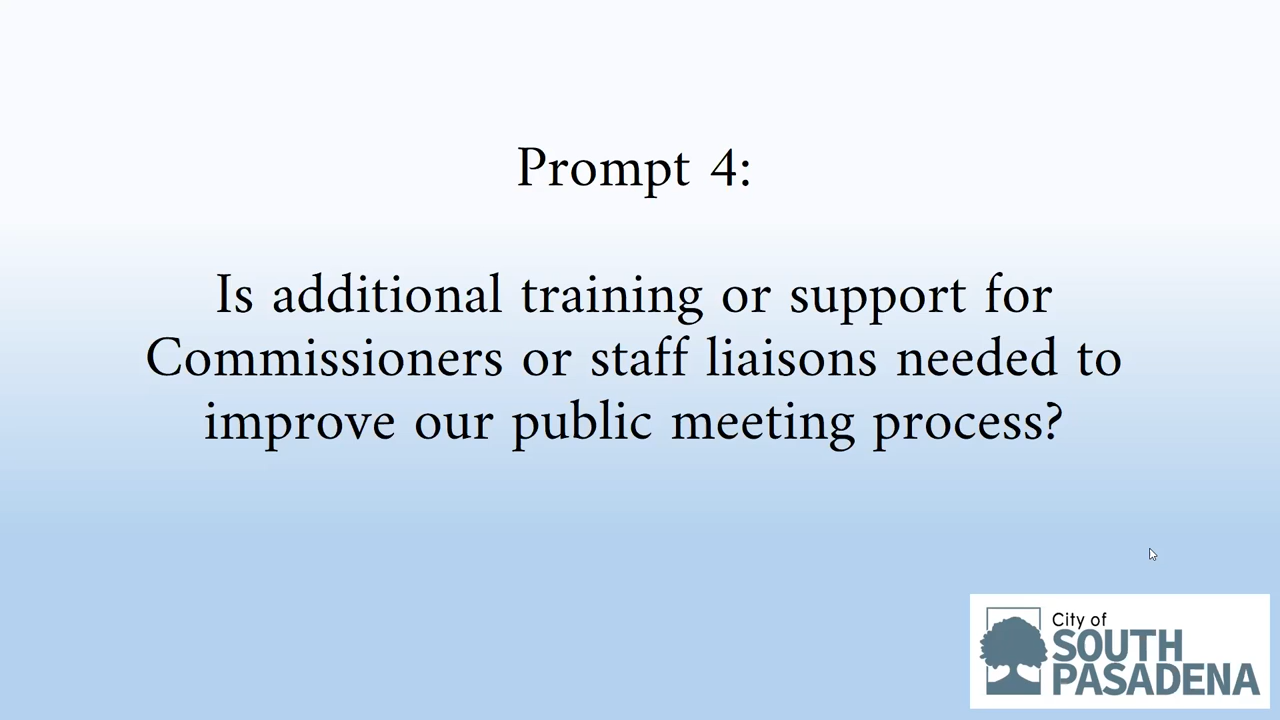 Prompt 4:
Is additional training or support for
Commissioners or staff liaisons needed to
improve our public meeting process?
City of
SOUTH
PASADENA